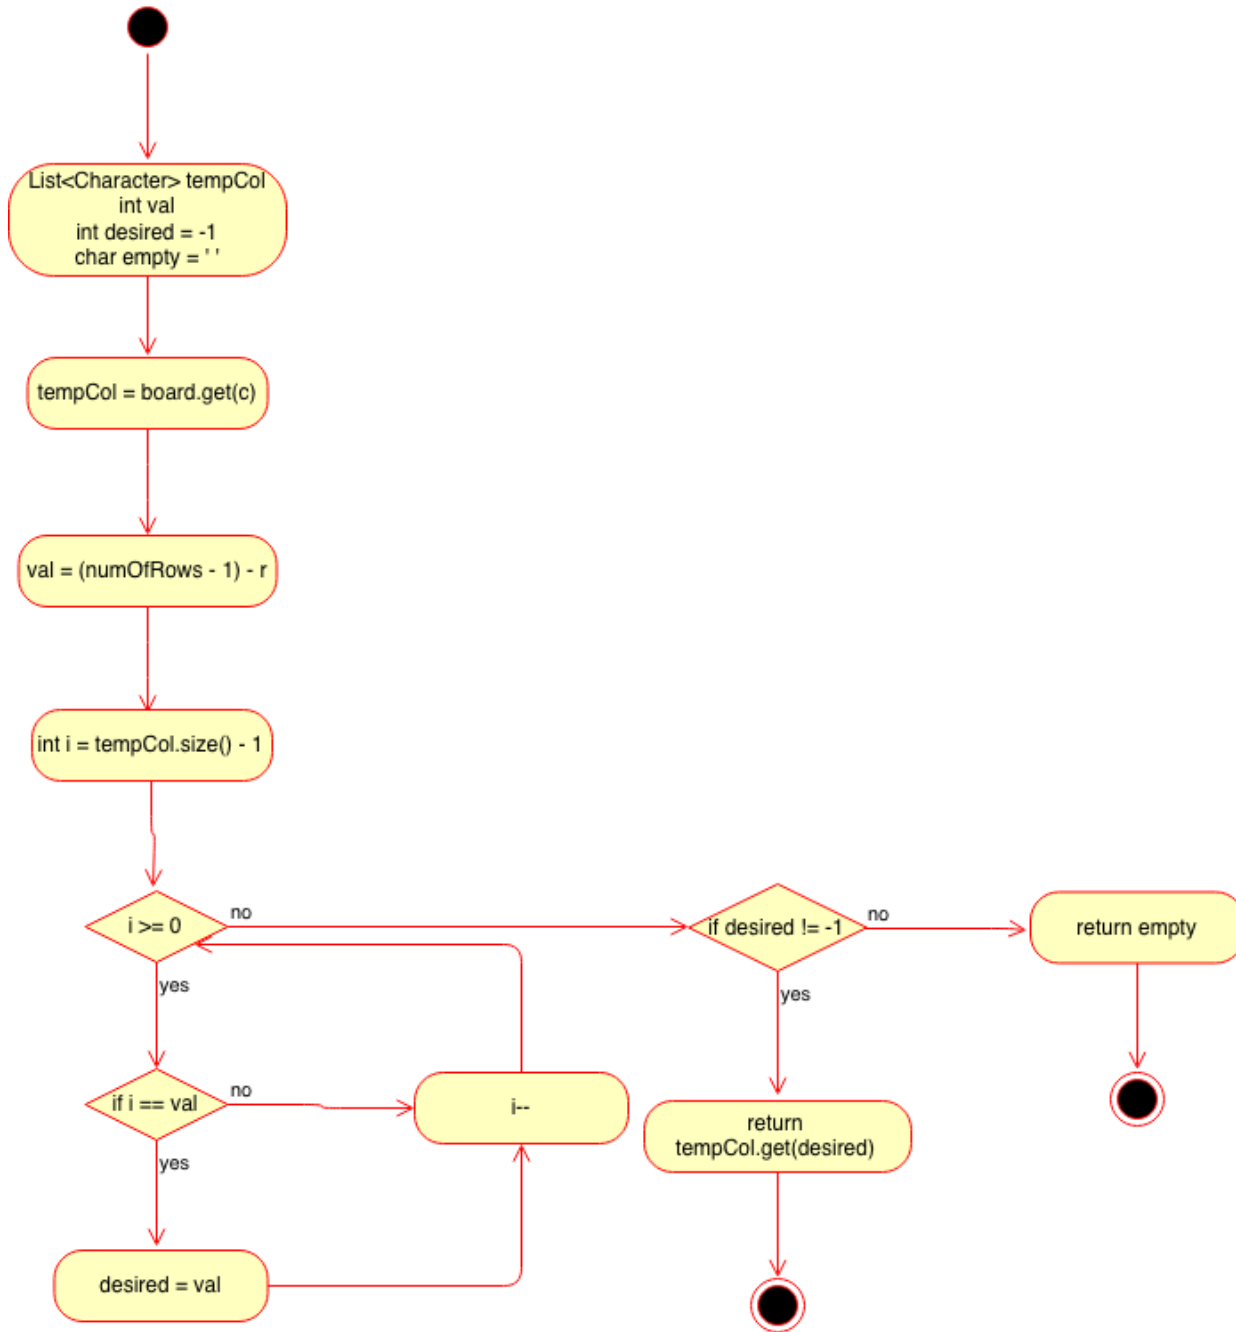 List<Character> tempCol
int val
int desired = -1
char empty = ' '
tempCol = board.get(c)
val = (numOfRows - 1) - r
int i = tempCol.size() - 1
i >= 0
no
if desired != -1
no
return empty
yes
yes
if i == val
no
i--
return
tempCol.get(desired)
yes
desired = val